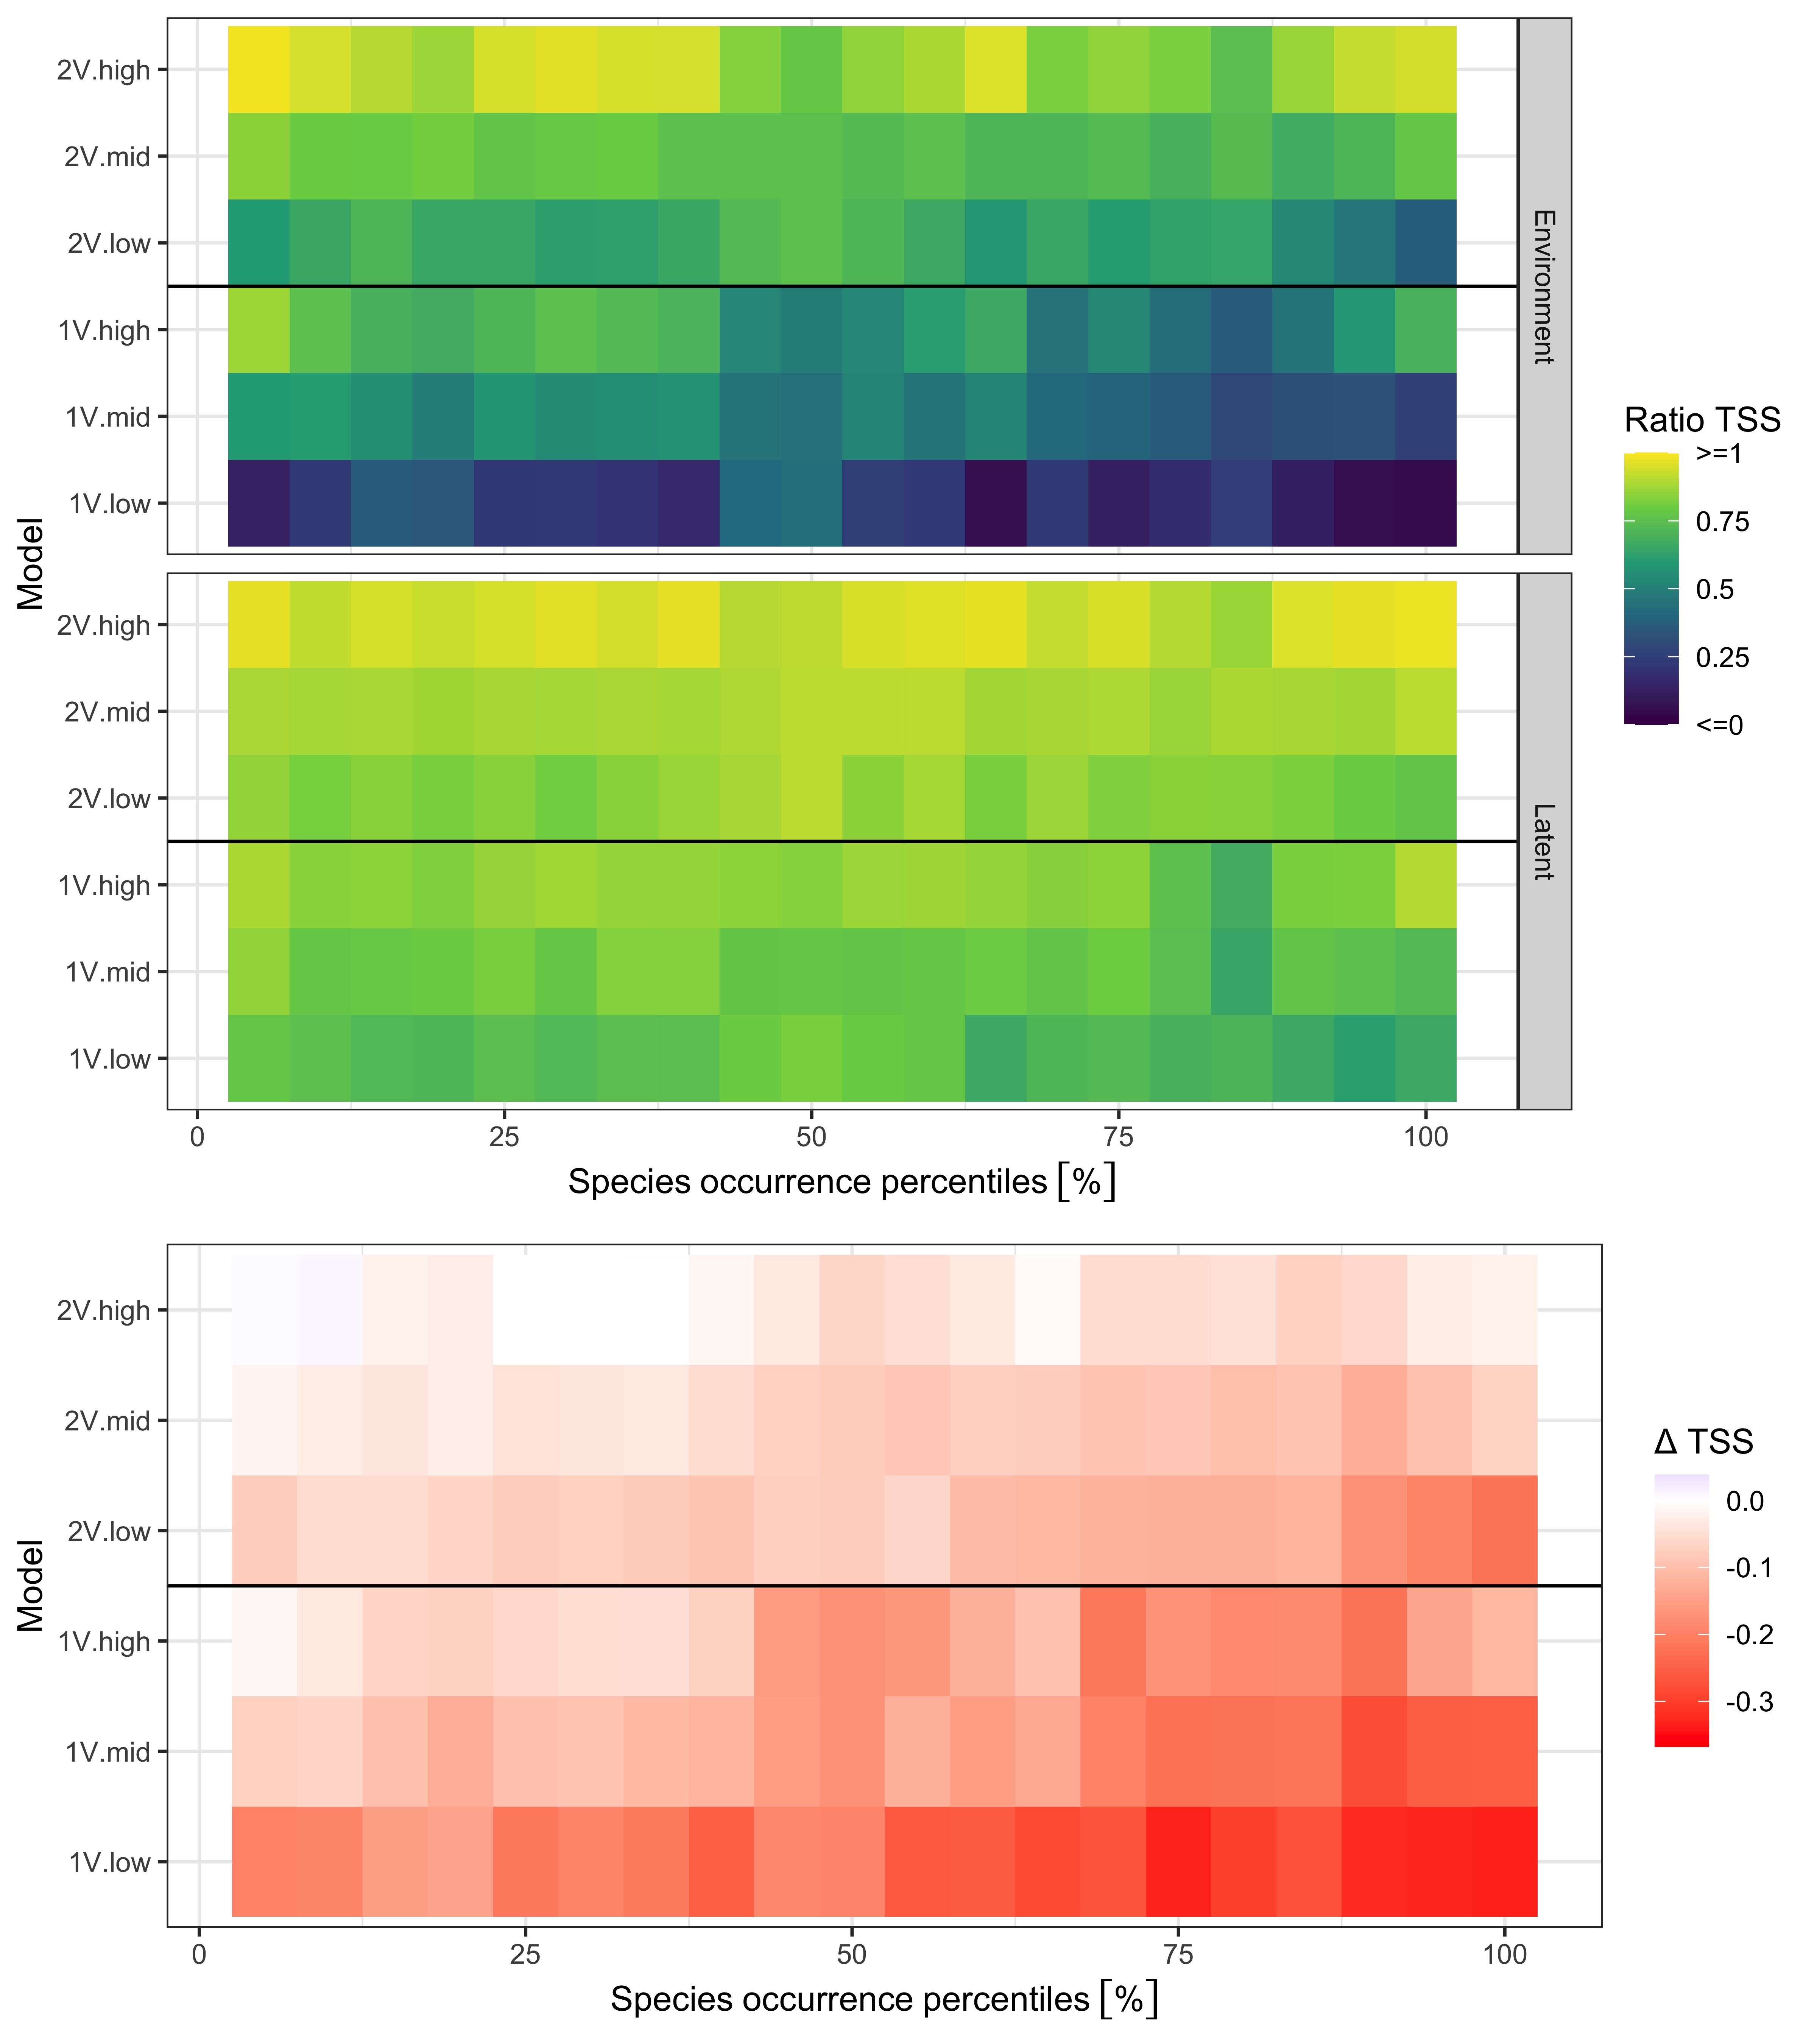 2V.high
2V.mid
2V.low
1V.high
1V.mid
1V.low
Environment
2V.high
2V.mid
2V.low
1V.high
1V.mid
1V.low
Latent
Model
0 25 50 75 100
Species occurrence percentiles [%]
Ratio TSS
>=1
0.75
0.5
0.25
<=0
2V.high
2V.mid
2V.low
1V.high
1V.mid
1V.low
Model
0 25 50 75 100
Species occurrence percentiles [%]
Δ TSS
0.0
-0.1
-0.2
-0.3